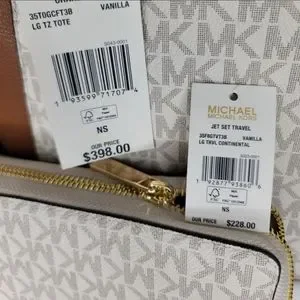 VANILLA
35T0GCFT3B
LG TZ TOTE
1 93599 71707 4
NS
OUR PRICE
$398.00
MICHAEL
MICHAEL KORS
JET SET TRAVEL
35F8GTVT3B VANILLA
LG TRVL CONTINENTAL
1 92877 93860 6
NS
OUR PRICE
$228.00